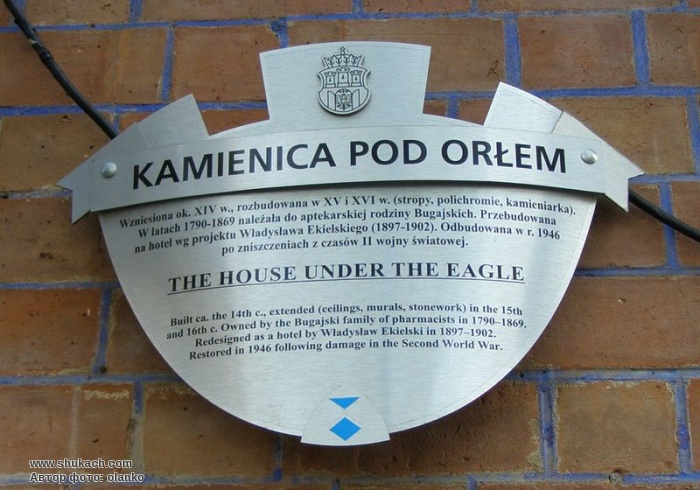 KAMIENICA POD ORŁEM
Wzniesiona ok. XIV w., rozbudowana w XV i XVI w. (stropy, polichromie, kamieniarka).
W latach 1790-1869 należała do aptekarskiej rodziny Bugajskich. Przebudowana
na hotel wg projektu Władysława Ekielskiego (1897-1902). Odbudowana w r. 1946
po zniszczeniach z czasów II wojny światowej.
THE HOUSE UNDER THE EAGLE
Built ca. the 14th c., extended (ceilings, murals, stonework) in the 15th
and 16th c. Owned by the Bugajski family of pharmacists in 1790–1869.
Redesigned as a hotel by Władysław Ekielski in 1897–1902.
Restored in 1946 following damage in the Second World War.
www.shukach.com
Автор фото: olanko